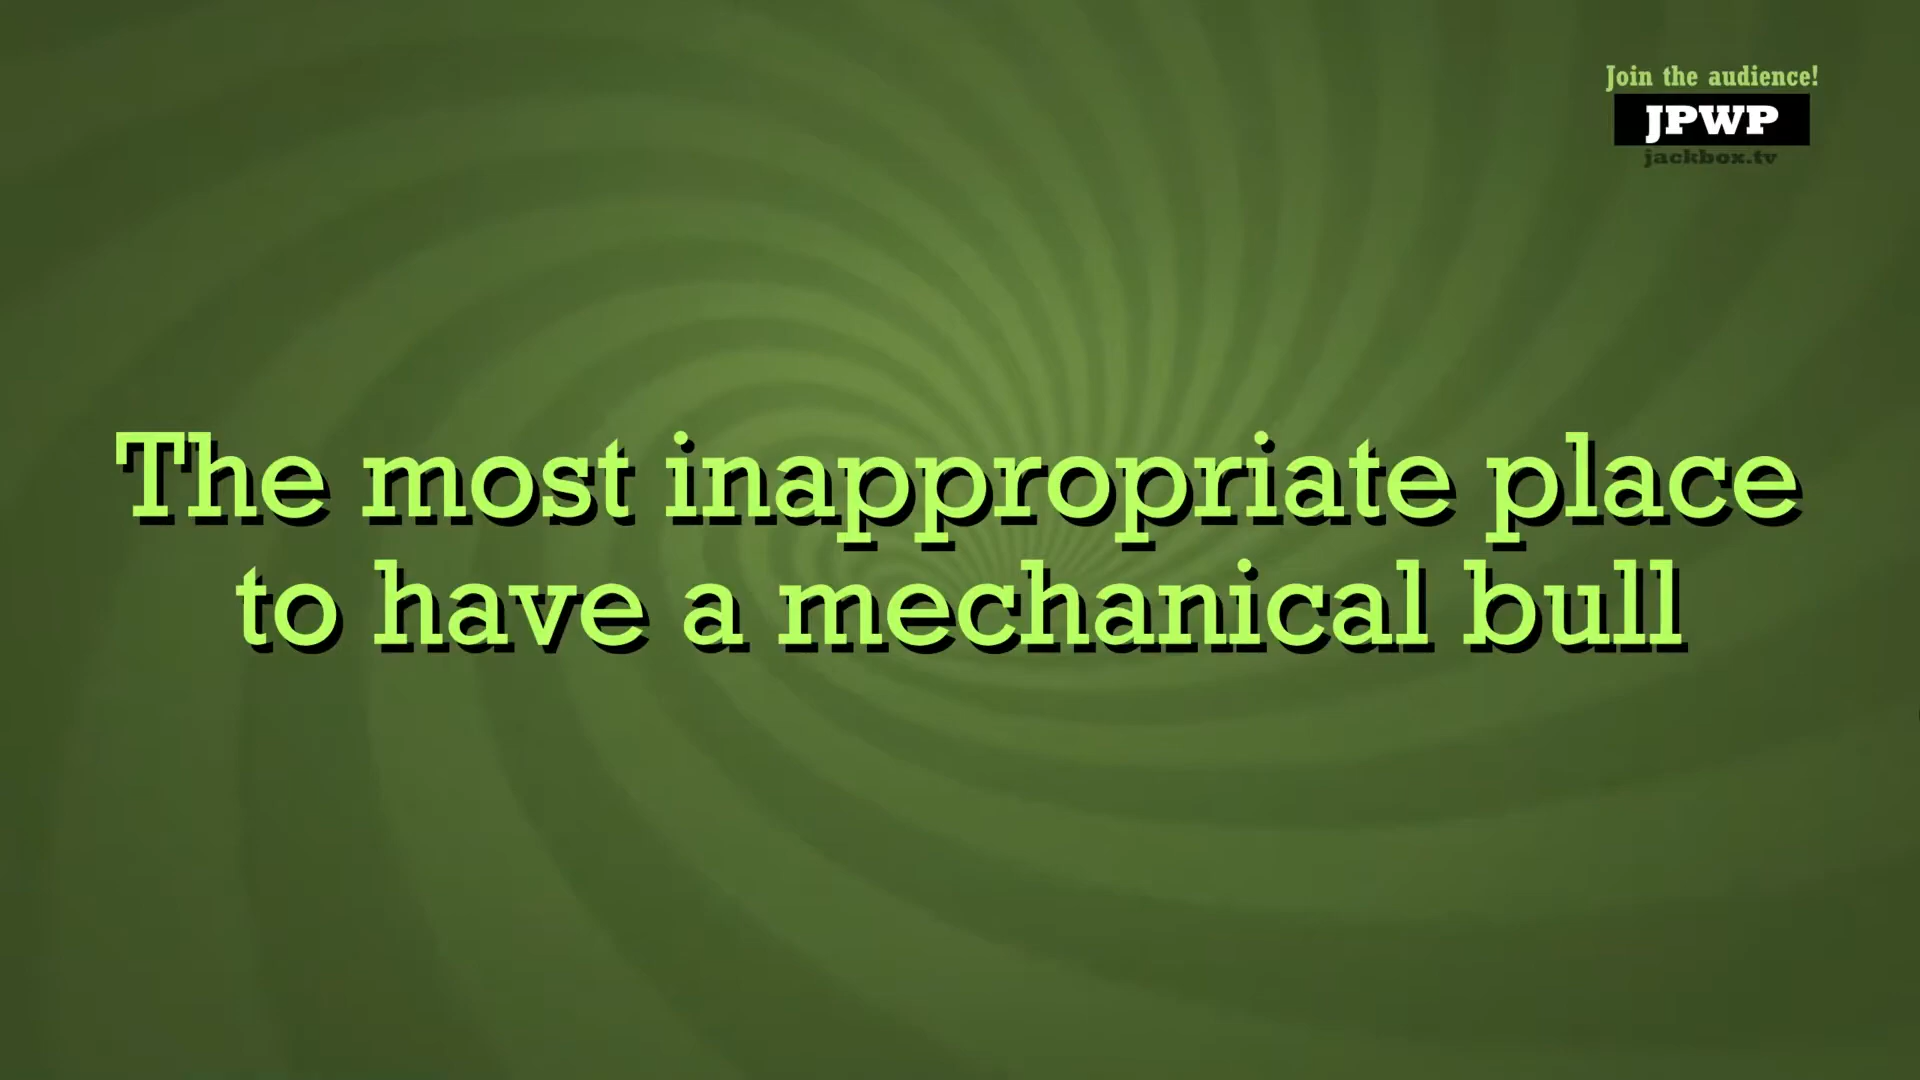 Join the audience!
JPWP
jackbox.tv
The most inappropriate place
to have a mechanical bull